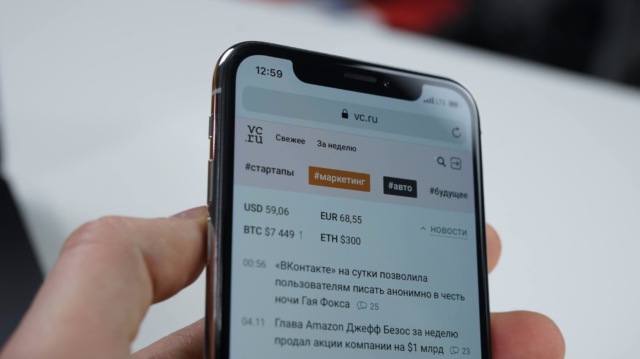 12:59
LTE
vc.ru
vc
.ru
Свежее За неделю
#стартапы #маркетинг #авто #будущее
USD 59,06 EUR 68,55
BTC $7 449 ↑ ETH $300
НОВОСТИ
00:56 «ВКонтакте» на сутки позволила
пользователям писать анонимно в честь
ночи Гая Фокса 25
04.11 Глава Amazon Джефф Безос за неделю
продал акции компании на $1 млрд 23